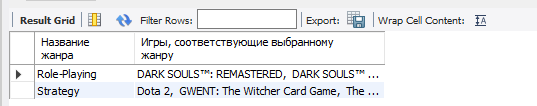 Result Grid Filter Rows: Export: Wrap Cell Content: IA
Название жанра Игры, соответствующие выбранному жанру
Role-Playing DARK SOULS™: REMASTERED, DARK SOULS™ ...
Strategy Dota 2, GWENT: The Witcher Card Game, The ...